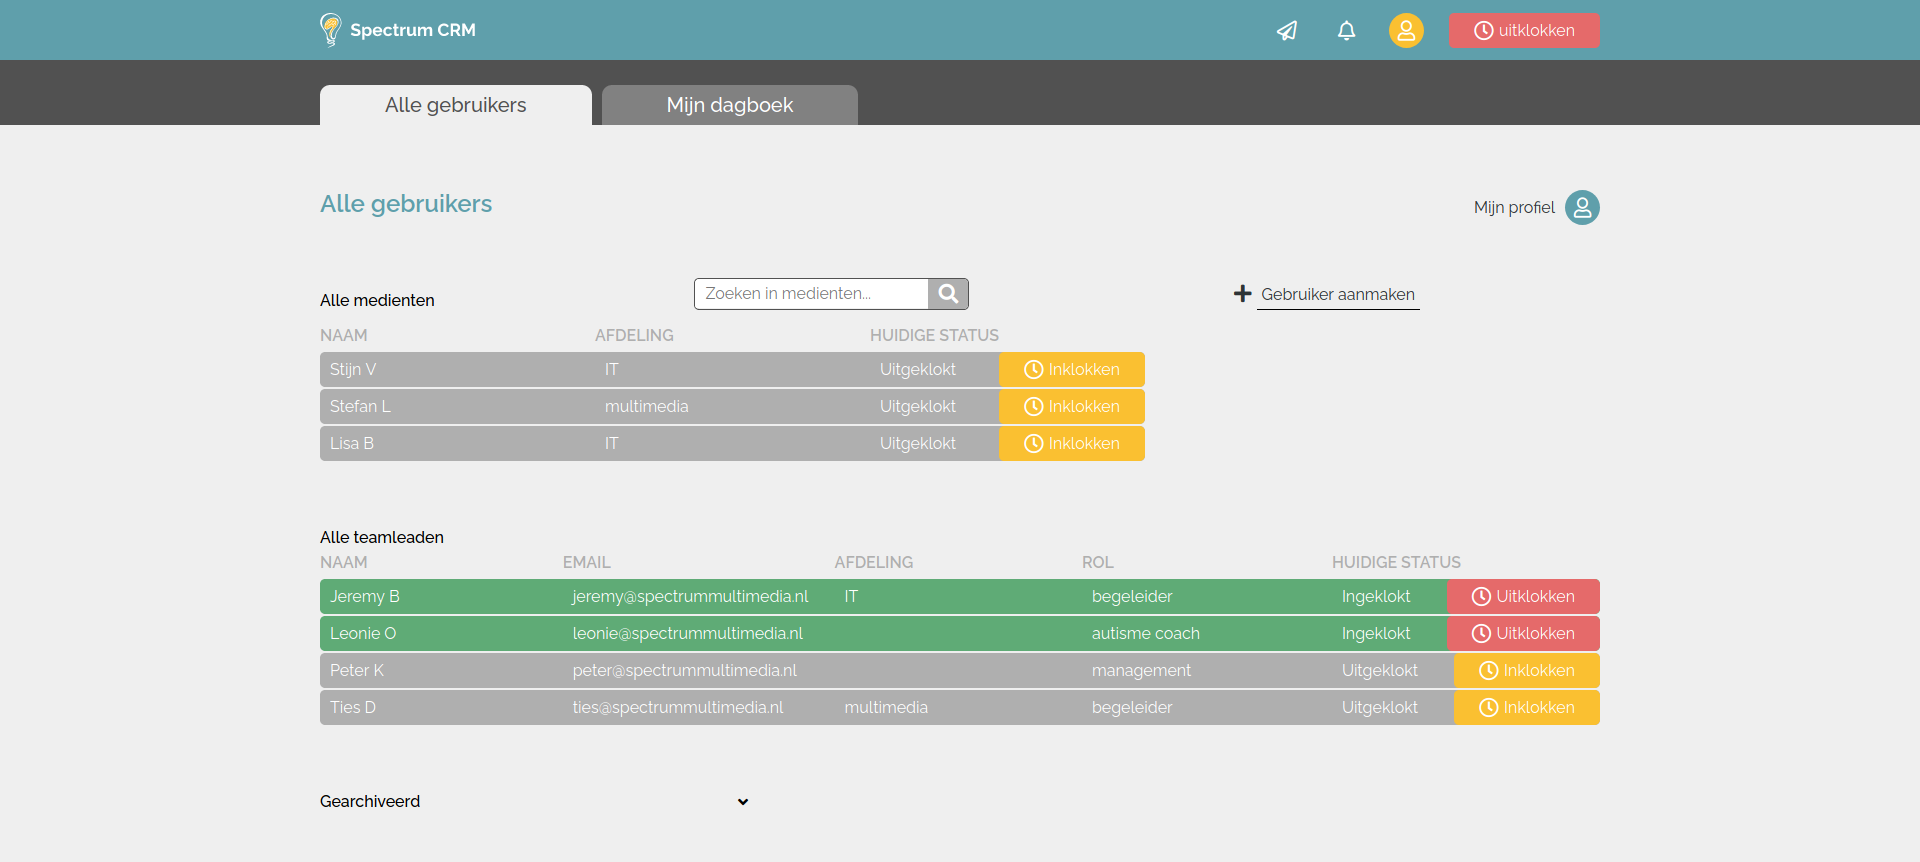 Spectrum CRM
uitklokken
Alle gebruikers
Mijn dagboek
Alle gebruikers
Mijn profiel
Alle medienten
Zoeken in medienten...
Gebruiker aanmaken
NAAM AFDELING HUIDIGE STATUS
Stijn V IT Uitgeklokt Inklokken
Stefan L multimedia Uitgeklokt Inklokken
Lisa B IT Uitgeklokt Inklokken
Alle teamleaden
NAAM EMAIL AFDELING ROL HUIDIGE STATUS
Jeremy B jeremy@spectrummultimedia.nl IT begeleider Ingeklokt Uitklokken
Leonie O leonie@spectrummultimedia.nl autisme coach Ingeklokt Uitklokken
Peter K peter@spectrummultimedia.nl management Uitgeklokt Inklokken
Ties D ties@spectrummultimedia.nl multimedia begeleider Uitgeklokt Inklokken
Gearchiveerd